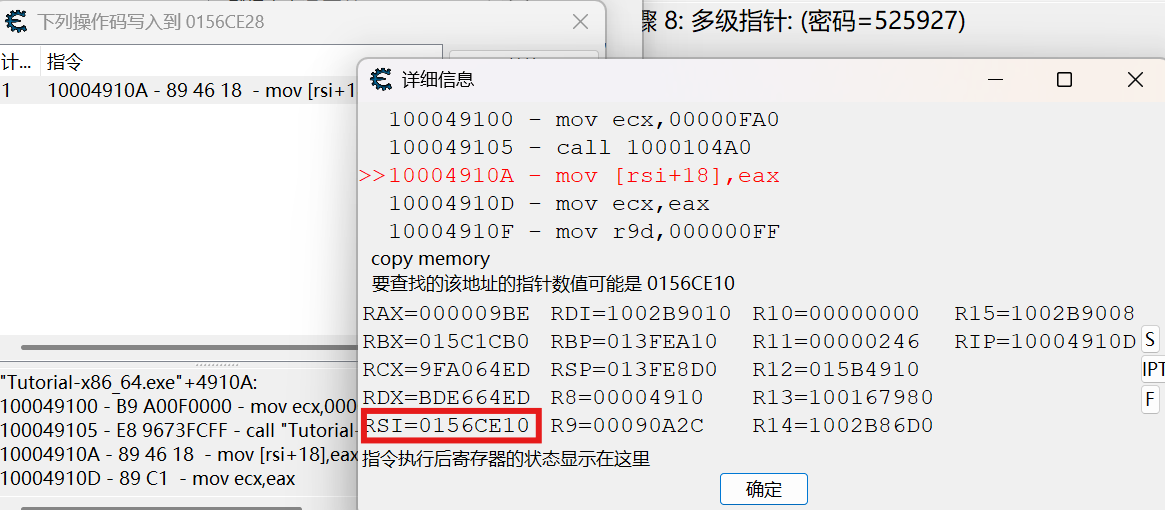 下列操作码写入到 0156CE28
骤 8: 多级指针: (密码=525927)
计... 指令
1 10004910A - 89 46 18 - mov [rsi+1
详细信息
100049100 - mov ecx,00000FA0
100049105 - call 1000104A0
>>10004910A - mov [rsi+18],eax
10004910D - mov ecx,eax
10004910F - mov r9d,000000FF
copy memory
要查找的该地址的指针数值可能是 0156CE10
RAX=000009BE RDI=1002B9010 R10=00000000 R15=1002B9008
RBX=015C1CB0 RBP=013FEA10 R11=00000246 RIP=10004910D
RCX=9FA064ED RSP=013FE8D0 R12=015B4910
RDX=BDE664ED R8=00004910 R13=100167980
RSI=0156CE10 R9=00090A2C R14=1002B86D0
指令执行后寄存器的状态显示在这里
S
IPT
F
确定
"Tutorial-x86_64.exe"+4910A:
100049100 - B9 A00F0000 - mov ecx,000
100049105 - E8 9673FCFF - call "Tutorial-
10004910A - 89 46 18 - mov [rsi+18],eax
10004910D - 89 C1 - mov ecx,eax